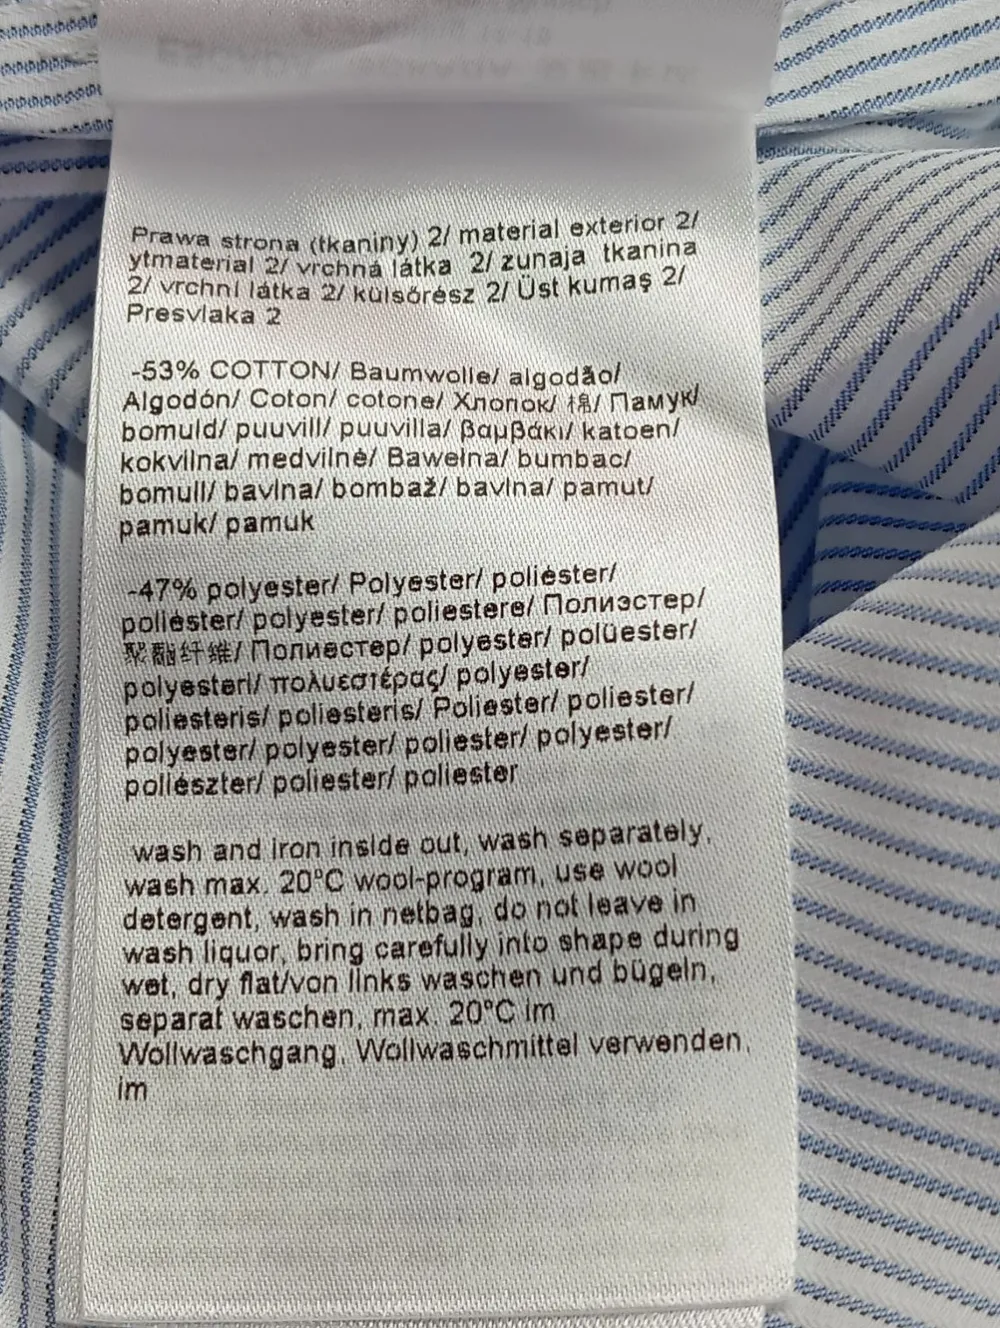 Prawa strona (tkaniny) 2/ material exterior 2/
ytmaterial 2/ vrchná látka 2/ zunaja tkanina
2/ vrchní látka 2/ külsőrész 2/ Üst kumaş 2/
Presvlaka 2
-53% COTTON/ Baumwolle/ algodão/
Algodón/ Coton/ cotone/ Хлопок/ 棉/ Памук/
bomuld/ puuvill/ puuvilla/ βαμβάκι/ katoen/
kokvilna/ medvilnė/ Bawełna/ bumbac/
bomull/ bavlna/ bombaž/ bavlna/ pamut/
pamuk/ pamuk
-47% polyester/ Polyester/ poliéster/
poliéster/ polyester/ poliestere/ Полиэстер/
聚酯纤维/ Полиестер/ polyester/ polüester/
polyesteri/ πολυεστέρας/ polyester/
poliesteris/ poliesteris/ Poliester/ poliester/
polyester/ polyester/ poliester/ polyester/
poliészter/ poliester/ poliester
wash and iron inside out, wash separately,
wash max. 20°C wool-program, use wool
detergent, wash in netbag, do not leave in
wash liquor, bring carefully into shape during
wet, dry flat/von links waschen und bügeln,
separat waschen, max. 20°C im
Wollwaschgang, Wollwaschmittel verwenden,
im